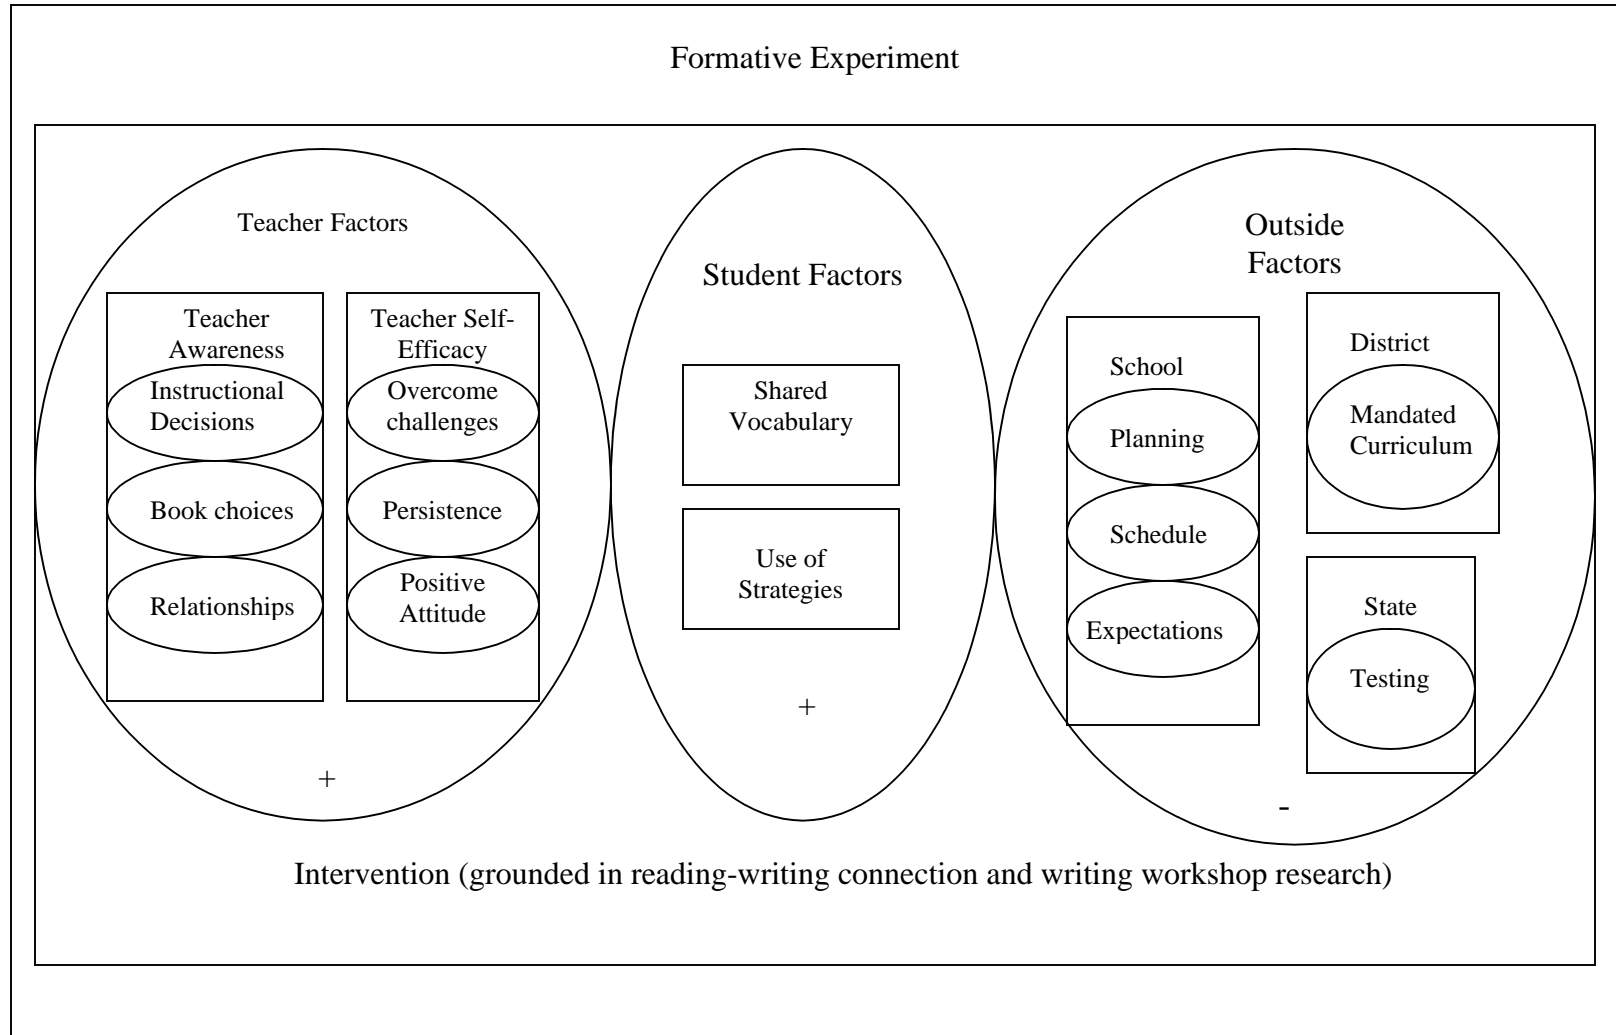 Formative Experiment
Teacher Factors
Teacher
Awareness
Instructional
Decisions
Book choices
Relationships
Teacher Self-
Efficacy
Overcome
challenges
Persistence
Positive
Attitude
+
Student Factors
Shared
Vocabulary
Use of
Strategies
+
Outside
Factors
School
Planning
Schedule
Expectations
District
Mandated
Curriculum
State
Testing
-
Intervention (grounded in reading-writing connection and writing workshop research)